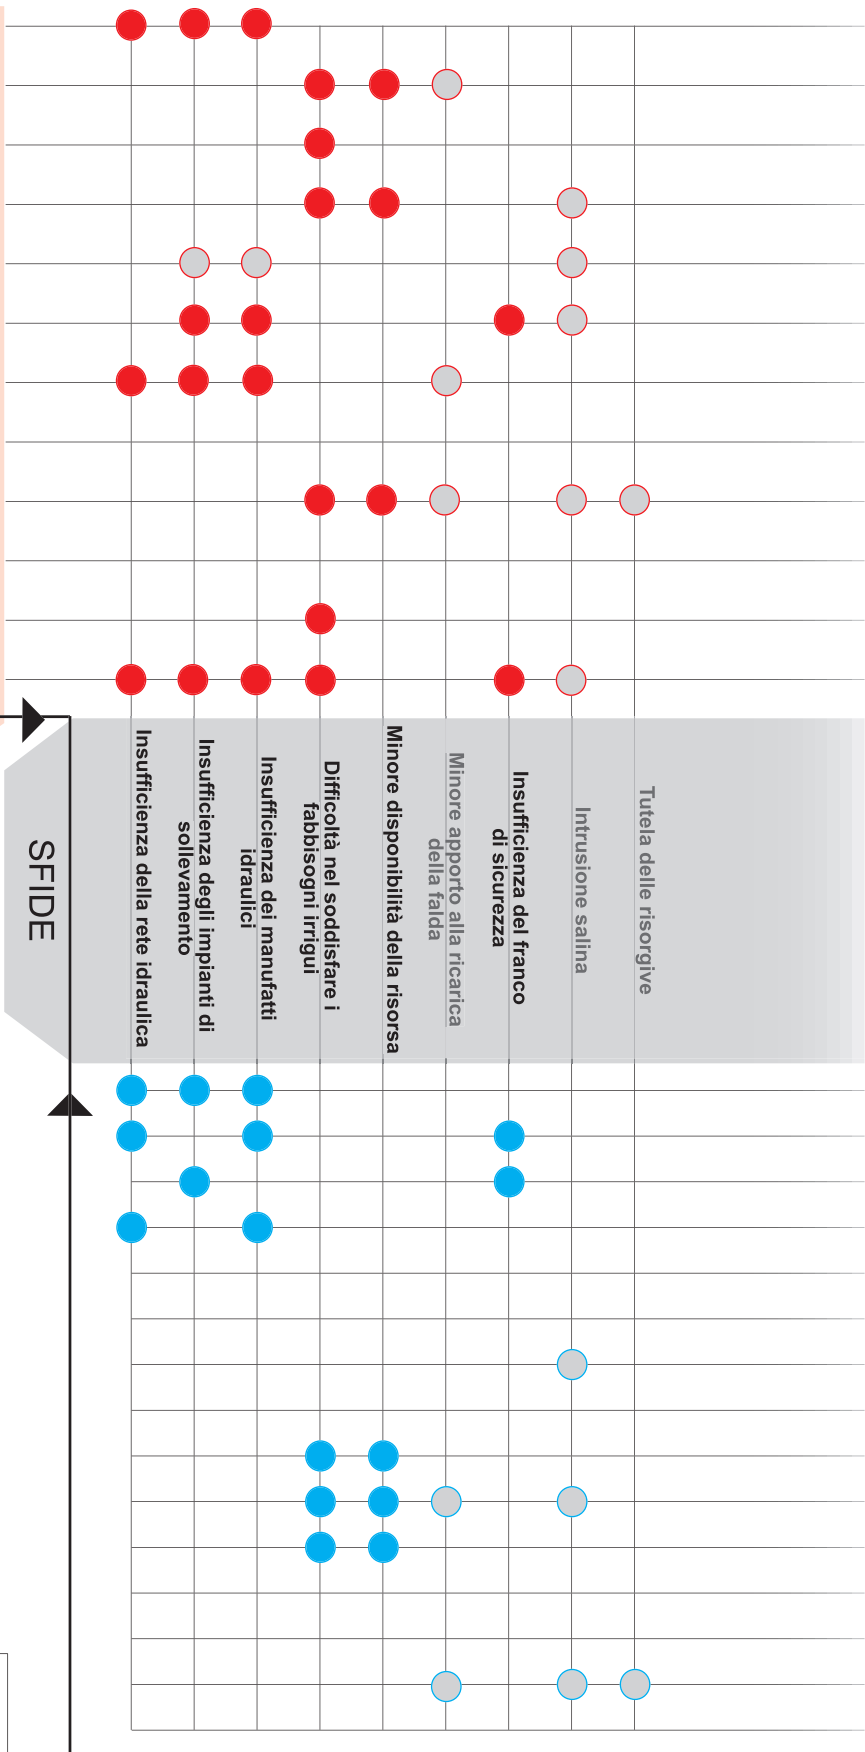 SFIDE
Insufficienza della rete idraulica
Insufficienza degli impianti di
sollevamento
Insufficienza dei manufatti
idraulici
Difficoltà nel soddisfare i
fabbisogni irrigui
Minore disponibilità della risorsa
Minore apporto alla ricarica
della falda
Insufficienza del franco
di sicurezza
Intrusione salina
Tutela delle risorgive